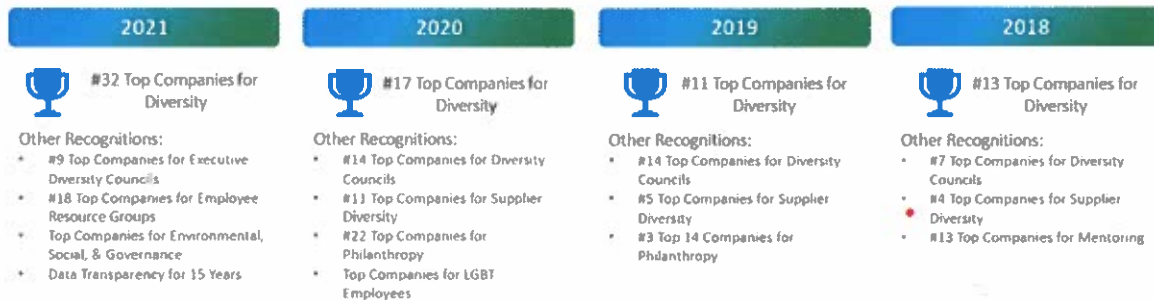 2021
#32 Top Companies for
Diversity
Other Recognitions:
• #9 Top Companies for Executive
Diversity Councils
• #18 Top Companies for Employee
Resource Groups
• Top Companies for Environmental,
Social, & Governance
• Data Transparency for 15 Years
2020
#17 Top Companies for
Diversity
Other Recognitions:
• #14 Top Companies for Diversity
Councils
• #11 Top Companies for Supplier
Diversity
• #22 Top Companies for
Philanthropy
• Top Companies for LGBT
Employees
2019
#11 Top Companies for
Diversity
Other Recognitions:
• #14 Top Companies for Diversity
Councils
• #5 Top Companies for Supplier
Diversity
• #3 Top 14 Companies for
Philanthropy
2018
#13 Top Companies for
Diversity
Other Recognitions:
• #7 Top Companies for Diversity
Councils
• #4 Top Companies for Supplier
Diversity
• #13 Top Companies for Mentoring